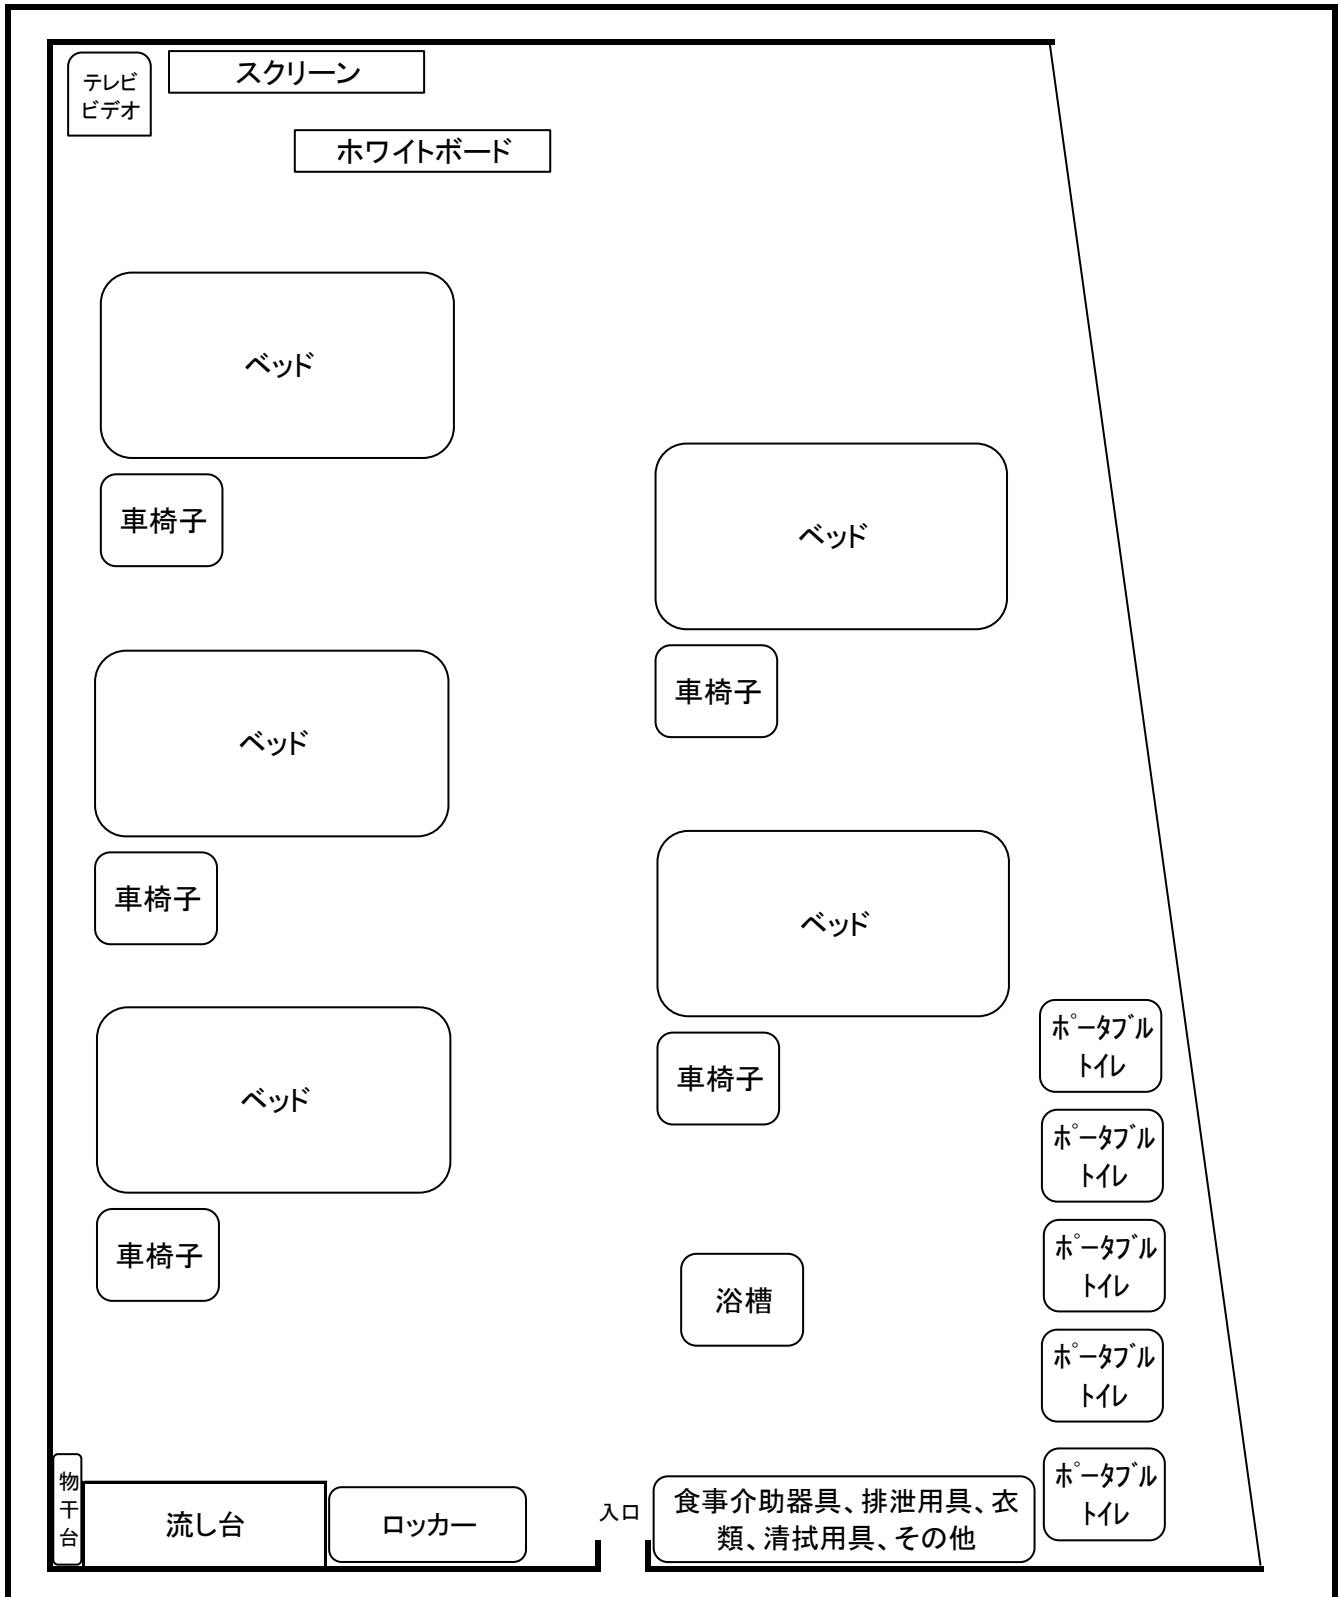 テレビ
ビデオ
スクリーン
ホワイトボード
ベッド
車椅子
ベッド
車椅子
ベッド
車椅子
ベッド
車椅子
ベッド
車椅子
ﾎﾟｰﾀﾌﾞﾙ
ﾄｲﾚ
ﾎﾟｰﾀﾌﾞﾙ
ﾄｲﾚ
ﾎﾟｰﾀﾌﾞﾙ
ﾄｲﾚ
ﾎﾟｰﾀﾌﾞﾙ
ﾄｲﾚ
ﾎﾟｰﾀﾌﾞﾙ
ﾄｲﾚ
浴槽
物干台
流し台
ロッカー
入口
食事介助器具、排泄用具、衣
類、清拭用具、その他